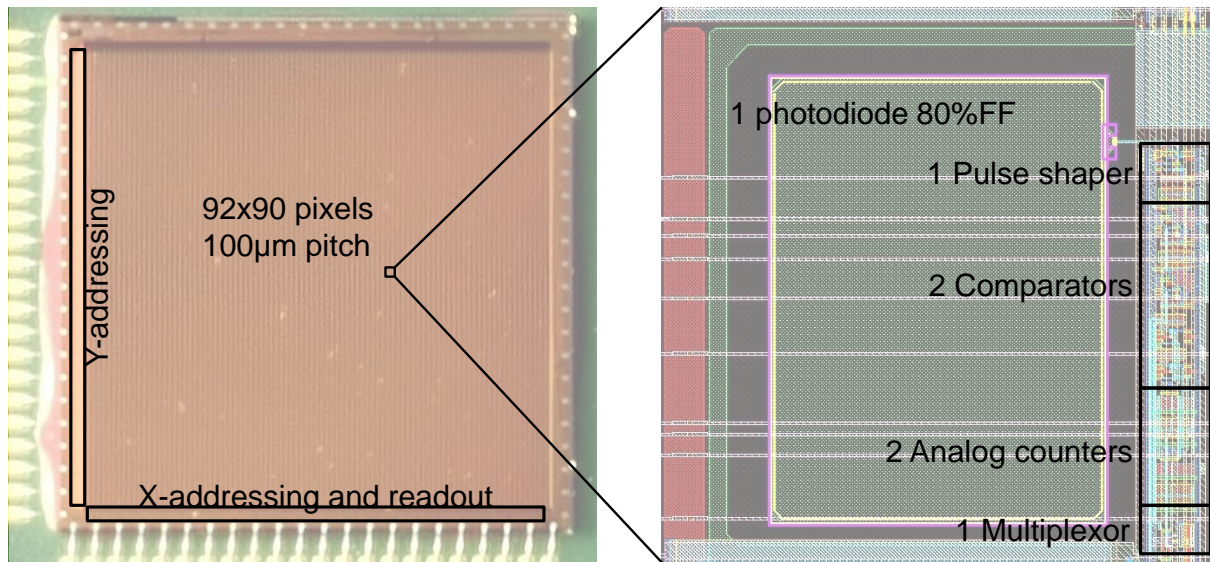 92x90 pixels
100µm pitch
Y-addressing
X-addressing and readout
1 photodiode 80%FF
1 Pulse shaper
2 Comparators
2 Analog counters
1 Multiplexor